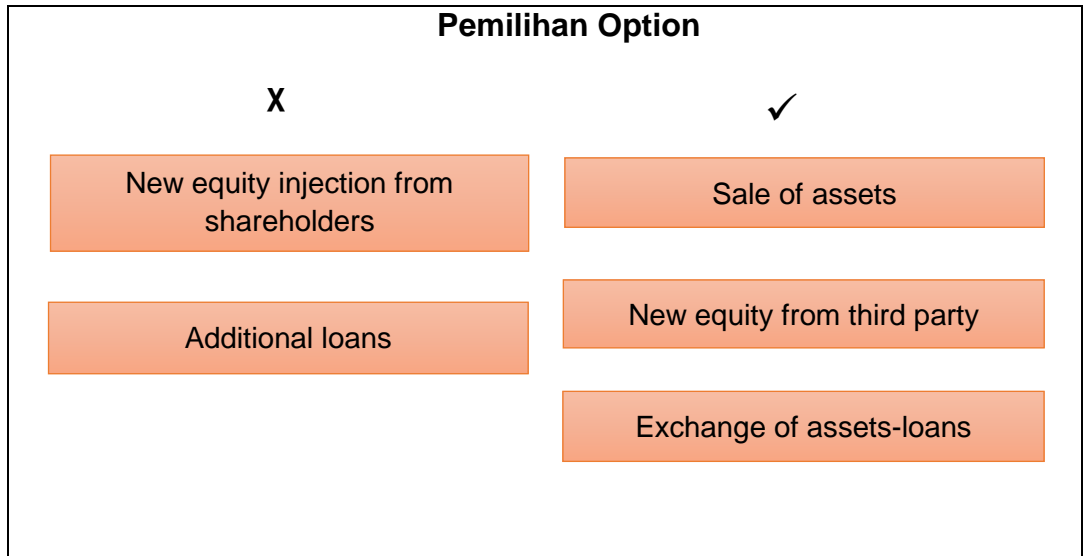 Pemilihan Option
X
✓
New equity injection from
shareholders
Additional loans
Sale of assets
New equity from third party
Exchange of assets-loans